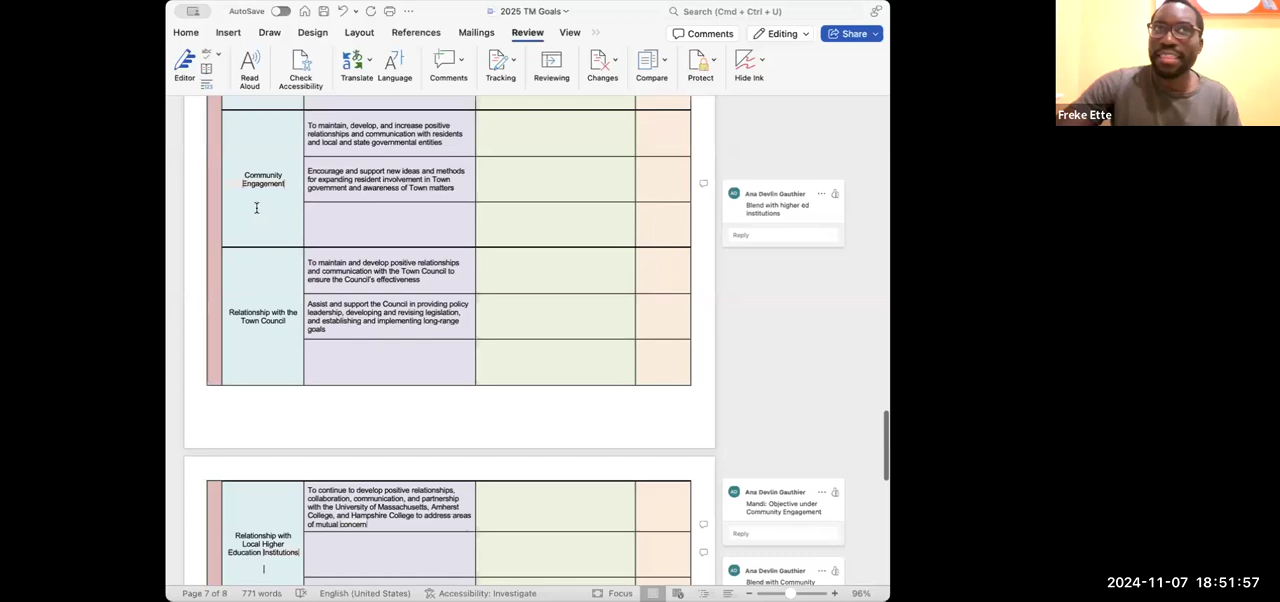 AutoSave
2025 TM Goals
Search (Cmd + Ctrl + U)
Home Insert Draw Design Layout References Mailings Review View
Comments Editing Share
Editor
Read
Aloud
Check
Accessibility
Translate Language Comments Tracking Reviewing Changes Compare Protect Hide Ink
Freke Ette
Community
Engagement
To maintain, develop, and increase positive
relationships and communication with residents
and local and state governmental entities
Encourage and support new ideas and methods
for expanding resident involvement in Town
government and awareness of Town matters
AD Ana Devlin Gauthier
Blend with higher ed
institutions
Reply
Relationship with the
Town Council
To maintain and develop positive relationships
and communication with the Town Council to
ensure the Council's effectiveness
Assist and support the Council in providing policy
leadership, developing and revising legislation,
and establishing and implementing long-range
goals
Relationship with
Local Higher
Education Institutions
To continue to develop positive relationships,
collaboration, communication, and partnership
with the University of Massachusetts, Amherst
College, and Hampshire College to address areas
of mutual concern
AD Ana Devlin Gauthier
Mandi: Objective under
Community Engagement
Reply
AD Ana Devlin Gauthier
Blend with Community
Page 7 of 8 771 words English (United States) Accessibility: Investigate Focus 96%
2024-11-07 18:51:57